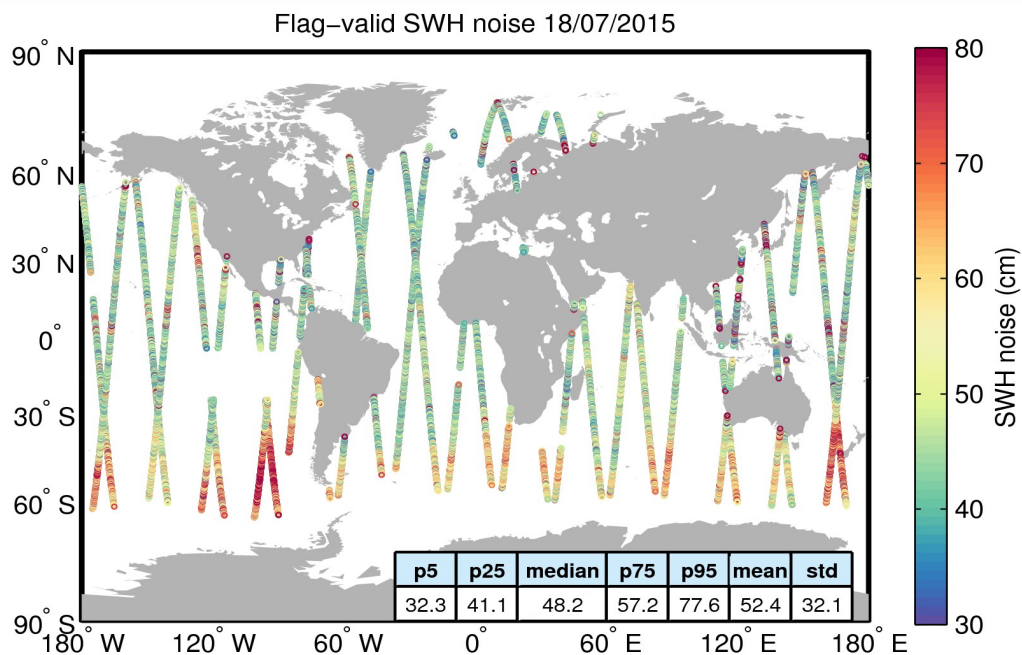 Flag−valid SWH noise 18/07/2015
90° N
60° N
30° N
0°
30° S
60° S
90° S
180° W
120° W
60° W
0°
60° E
120° E
180° E
p5 p25 median p75 p95 mean std
32.3 41.1 48.2 57.2 77.6 52.4 32.1
80
70
60
50
40
30
SWH noise (cm)